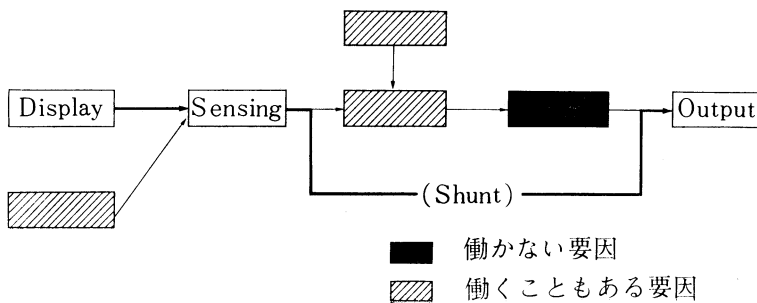 Display
Sensing
Output
(Shunt)
働かない要因
働くこともある要因